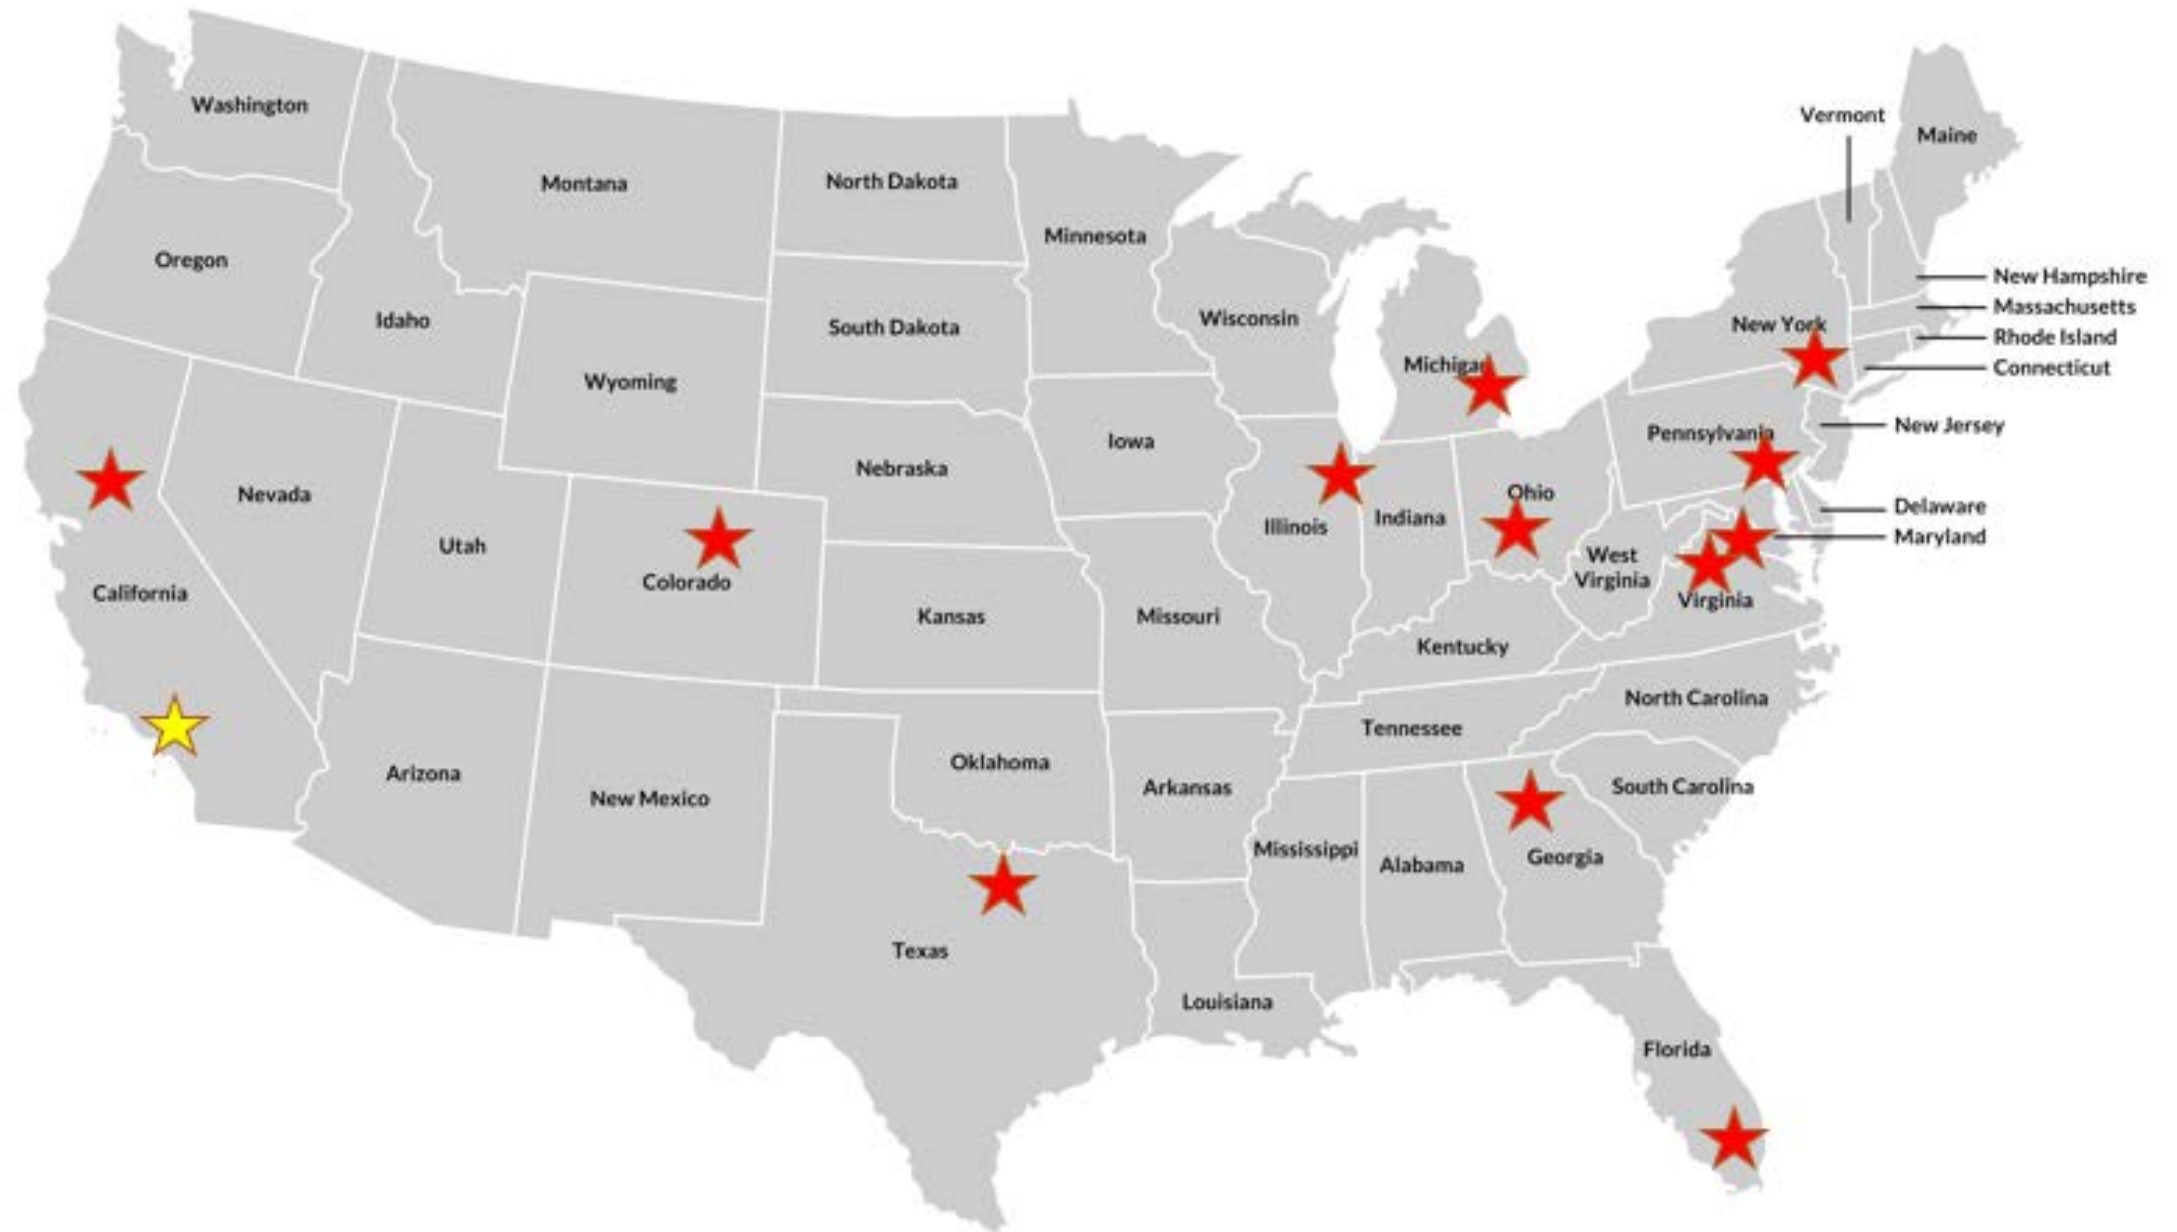 Washington
Montana
North Dakota
Minnesota
Vermont
Maine
Oregon
Idaho
Wyoming
South Dakota
Wisconsin
Michigan
New York
New Hampshire
Massachusetts
Rhode Island
Connecticut
Nevada
Utah
Colorado
Nebraska
Iowa
Illinois
Indiana
Ohio
Pennsylvania
New Jersey
Delaware
Maryland
California
Kansas
Missouri
Kentucky
West
Virginia
Virginia
Arizona
New Mexico
Oklahoma
Arkansas
Tennessee
North Carolina
South Carolina
Texas
Louisiana
Mississippi
Alabama
Georgia
Florida